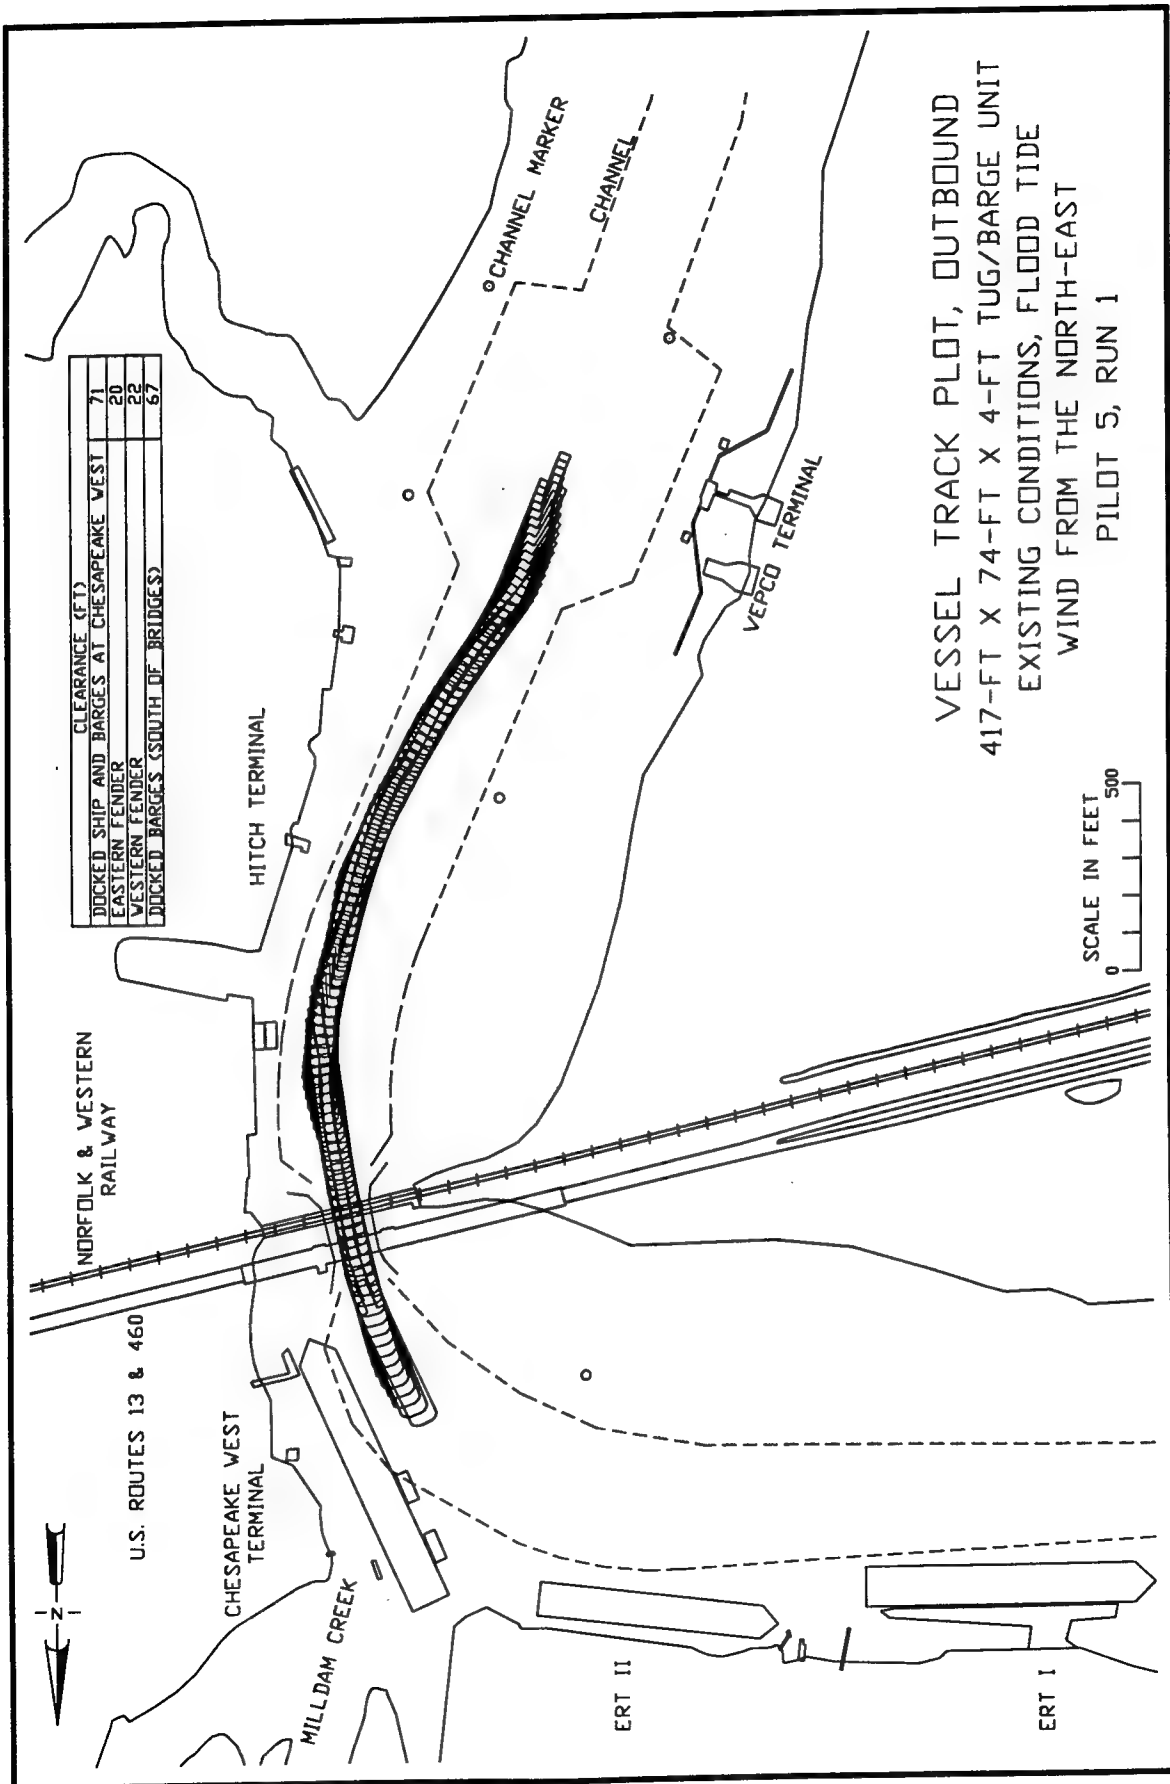 CLEARANCE (FT)
DOCKED SHIP AND BARGES AT CHESAPEAKE WEST 71
EASTERN FENDER 20
WESTERN FENDER 22
DOCKED BARGES (SOUTH OF BRIDGES) 67
N
U.S. ROUTES 13 & 460
NORFOLK & WESTERN
RAILWAY
HITCH TERMINAL
CHESAPEAKE WEST
TERMINAL
MILLDAM CREEK
CHANNEL MARKER
CHANNEL
VEPCO TERMINAL
ERT II
ERT I
SCALE IN FEET
0 500
VESSEL TRACK PLOT, OUTBOUND
417-FT X 74-FT X 4-FT TUG/BARGE UNIT
EXISTING CONDITIONS, FLOOD TIDE
WIND FROM THE NORTH-EAST
PILOT 5, RUN 1